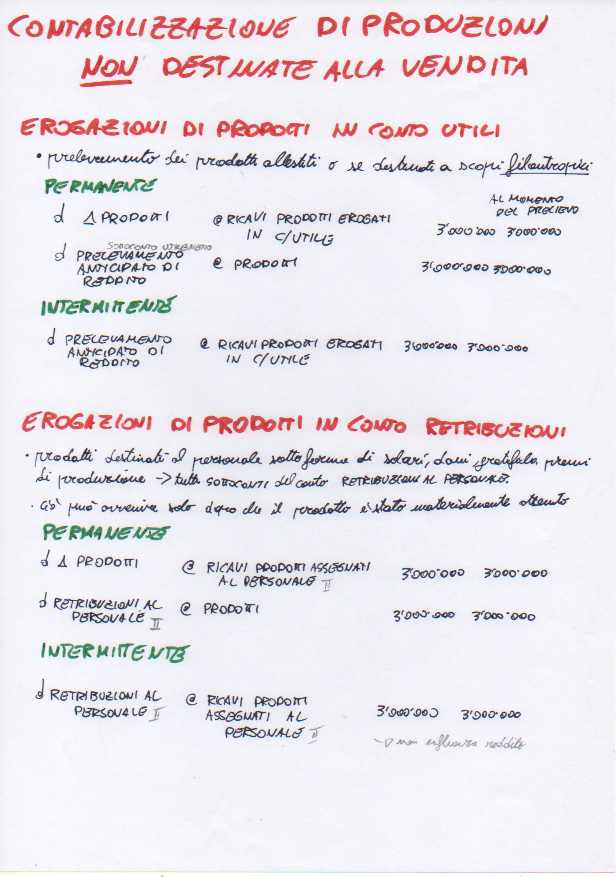 CONTABILIZZAZIONE DI PRODUZIONI
NON DESTINATE ALLA VENDITA
EROGAZIONI DI PRODOTTI IN CONTO UTILI
• prelevamento dei prodotti allestiti o se destinati a scopi filantropici
PERMANENTE
AL MOMENTO
DEL PRELIEVO
d Δ PRODOTTI @ RICAVI PRODOTTI EROGATI
IN C/UTILE 3'000'000 3'000'000
SOTTOCONTO UTILE NETTO
d PRELEVAMENTO @ PRODOTTI 3'000'000 3'000'000
ANTICIPATO DI
REDDITO
INTERMITTENTE
d PRELEVAMENTO @ RICAVI PRODOTTI EROGATI 3'000'000 3'000'000
ANTICIPATO DI IN C/UTILE
REDDITO
EROGAZIONI DI PRODOTTI IN CONTO RETRIBUZIONI
• prodotti destinati al personale sotto forma di salari, doni, gratifiche, premi
di produzione -> tutti SOTTOCONTI del conto RETRIBUZIONI AL PERSONALE.
• Ciò può avvenire solo dopo che il prodotto è stato materialmente ottenuto
PERMANENTE
d Δ PRODOTTI @ RICAVI PRODOTTI ASSEGNATI 3'000'000 3'000'000
AL PERSONALE II
d RETRIBUZIONI AL @ PRODOTTI 3'000'000 3'000'000
PERSONALE II
INTERMITTENTE
d RETRIBUZIONI AL @ RICAVI PRODOTTI 3'000'000 3'000'000
PERSONALE II ASSEGNATI AL
PERSONALE II
-> non influenza reddito